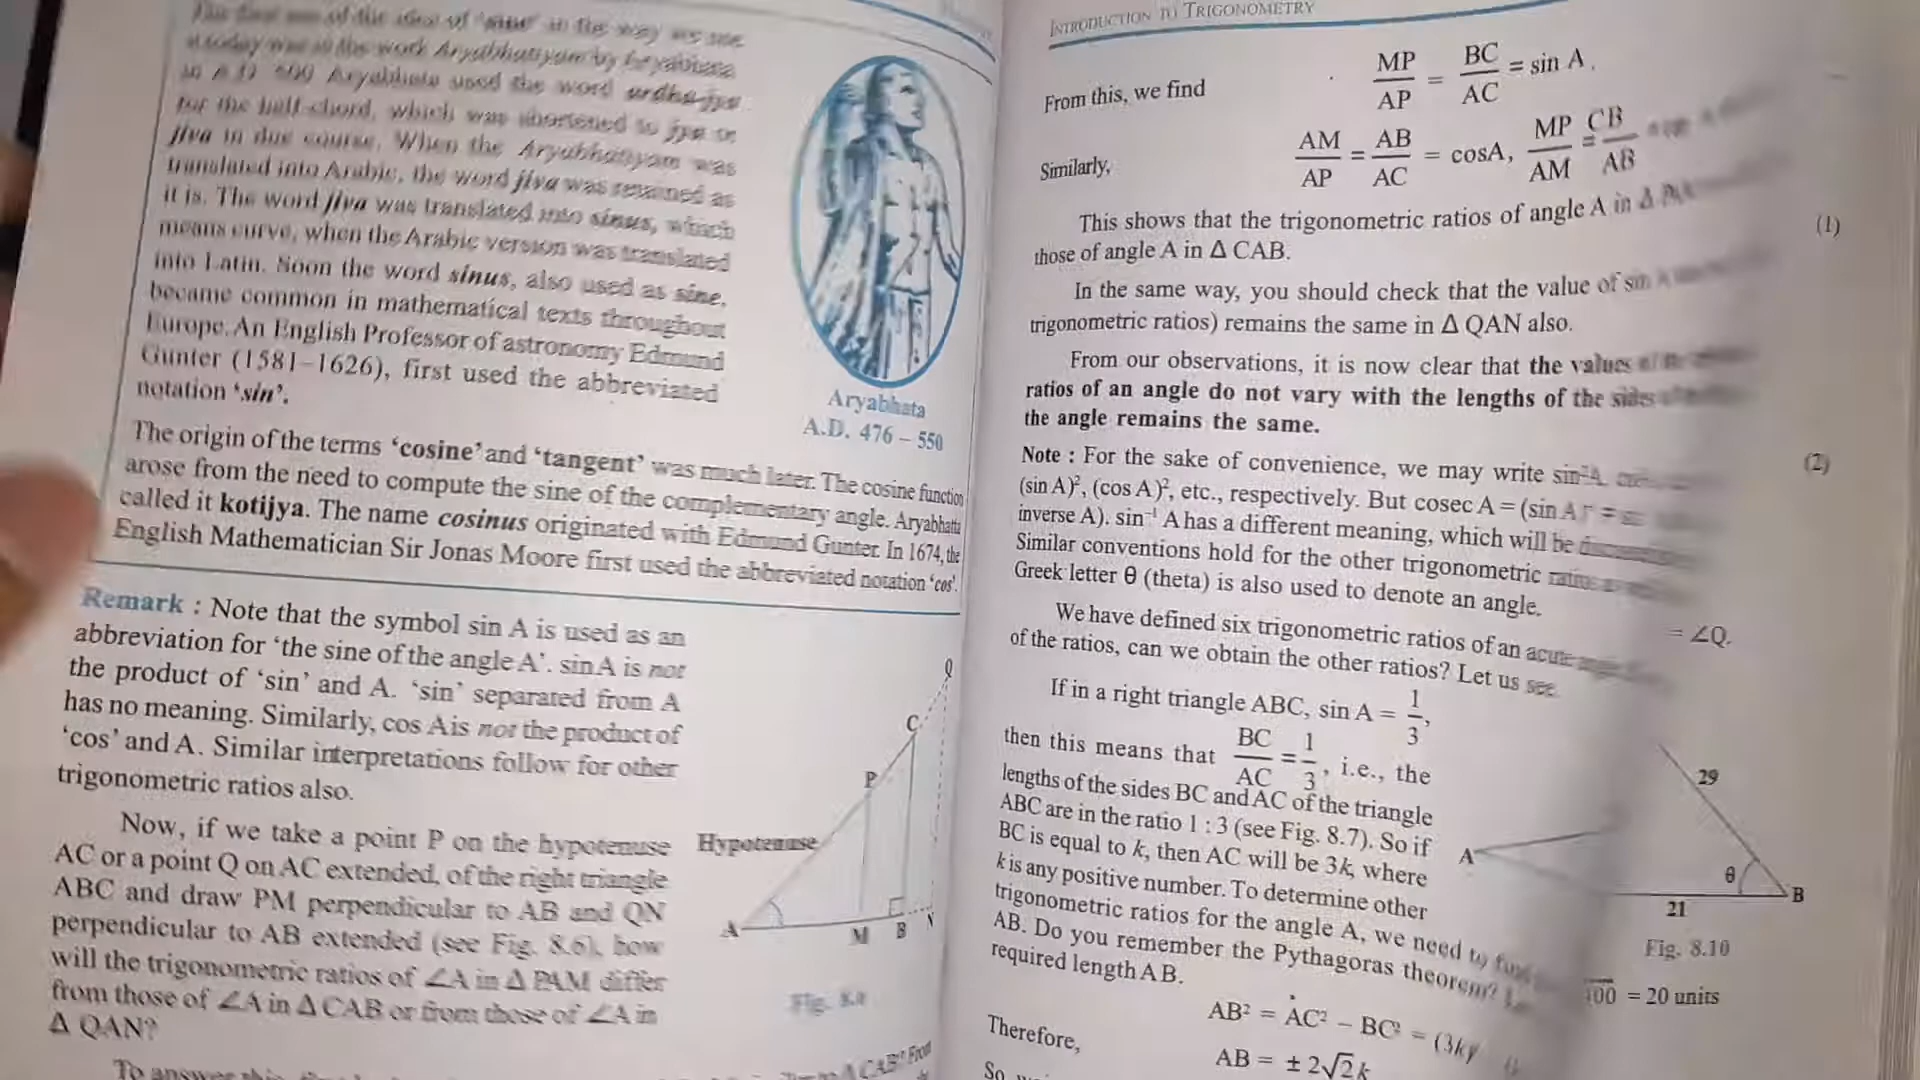 The first use of the idea of 'sine' in the way we use
it today was in the work Aryabhatiyam by Aryabhata,
in A.D. 500 Aryabhata used the word ardha-jya
for the half-chord, which was shortened to jya or
jiva in due course. When the Aryabhatiyam was
translated into Arabic, the word jiva was retained as
it is. The word jiva was translated into sinus, which
means curve, when the Arabic version was translated
into Latin. Soon the word sinus, also used as sine,
became common in mathematical texts throughout
Europe. An English Professor of astronomy Edmund
Gunter (1581–1626), first used the abbreviated
notation 'sin'.
Aryabhata
A.D. 476 – 550
The origin of the terms 'cosine' and 'tangent' was much later. The cosine function
arose from the need to compute the sine of the complementary angle. Aryabhatta
called it kotijya. The name cosinus originated with Edmund Gunter. In 1674, the
English Mathematician Sir Jonas Moore first used the abbreviated notation 'cos'.
Remark : Note that the symbol sin A is used as an
abbreviation for 'the sine of the angle A'. sin A is not
the product of 'sin' and A. 'sin' separated from A
has no meaning. Similarly, cos A is not the product of
'cos' and A. Similar interpretations follow for other
trigonometric ratios also.
Now, if we take a point P on the hypotenuse
AC or a point Q on AC extended, of the right triangle
ABC and draw PM perpendicular to AB and QN
perpendicular to AB extended (see Fig. 8.6), how
will the trigonometric ratios of ∠A in Δ PAM differ
from those of ∠A in Δ CAB or from those of ∠A in
Δ QAN?
To answer this,
Δ CAB? From
Q
C
P
Hypotenuse
A
M
B
N
Fig. 8.6
INTRODUCTION TO TRIGONOMETRY
From this, we find
MP/AP = BC/AC = sin A.
Similarly,
AM/AP = AB/AC = cosA, MP/AM = CB/AB
This shows that the trigonometric ratios of angle A in Δ
those of angle A in Δ CAB.
In the same way, you should check that the value of sin A
trigonometric ratios) remains the same in Δ QAN also.
From our observations, it is now clear that the values of the
ratios of an angle do not vary with the lengths of the sides
the angle remains the same.
Note : For the sake of convenience, we may write sin² A,
(sin A)², (cos A)², etc., respectively. But cosec A = (sin A)⁻¹ =
inverse A). sin⁻¹ A has a different meaning, which will be
Similar conventions hold for the other trigonometric ratios
Greek letter θ (theta) is also used to denote an angle.
We have defined six trigonometric ratios of an acute angle
of the ratios, can we obtain the other ratios? Let us see.
If in a right triangle ABC, sin A = 1/3,
then this means that BC/AC = 1/3, i.e., the
lengths of the sides BC and AC of the triangle
ABC are in the ratio 1 : 3 (see Fig. 8.7). So if
BC is equal to k, then AC will be 3k, where
k is any positive number. To determine other
trigonometric ratios for the angle A, we need to find
AB. Do you remember the Pythagoras theorem?
required length AB.
AB² = AC² – BC² = (3k)²
Therefore,
AB = ± 2√2 k
So,
A
(1)
(2)
= ∠Q.
29
θ
B
21
Fig. 8.10
100 = 20 units